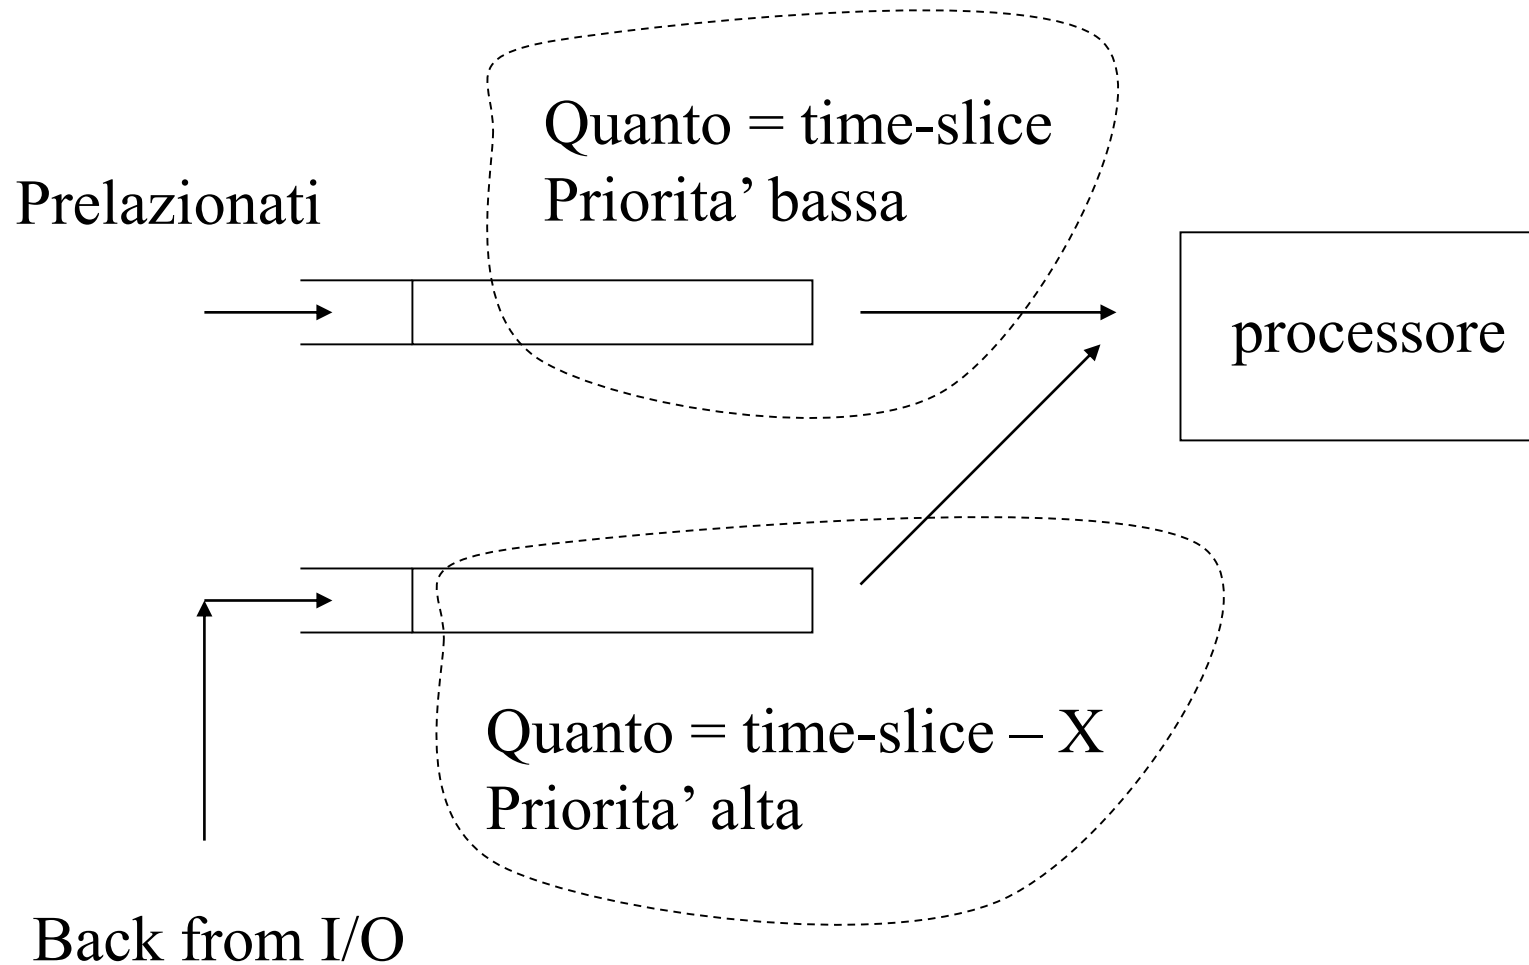 Quanto = time-slice
Priorita’ bassa
Prelazionati
processore
Quanto = time-slice – X
Priorita’ alta
Back from I/O